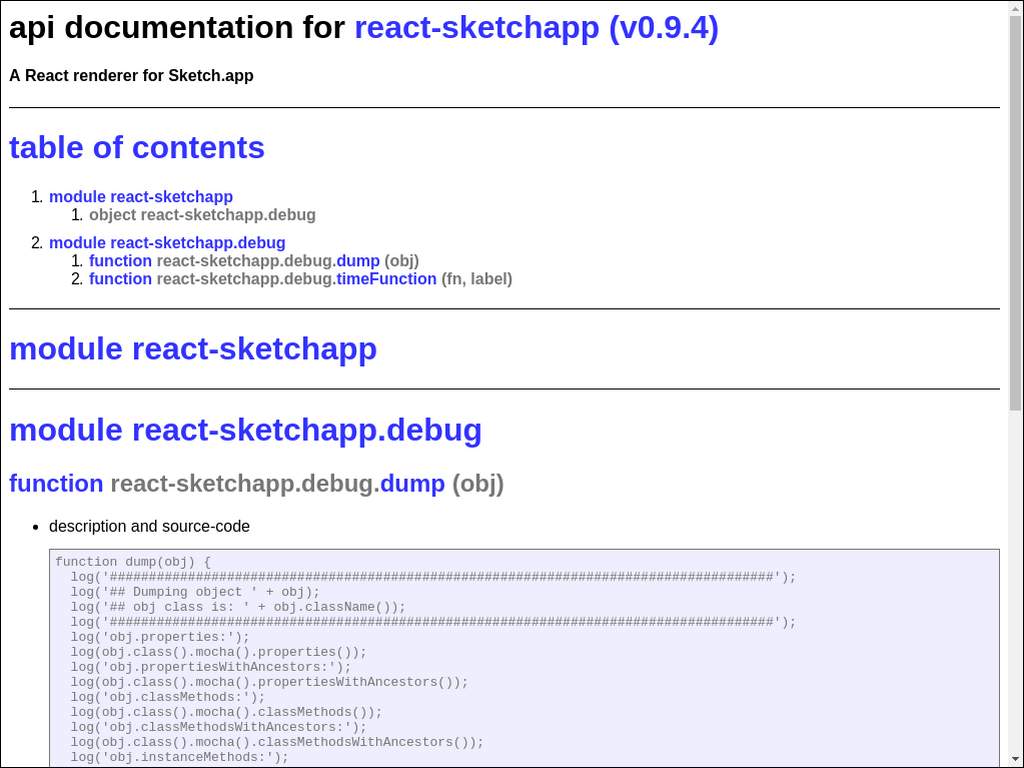 api documentation for react-sketchapp (v0.9.4)
A React renderer for Sketch.app
table of contents
1. module react-sketchapp
1. object react-sketchapp.debug
2. module react-sketchapp.debug
1. function react-sketchapp.debug.dump (obj)
2. function react-sketchapp.debug.timeFunction (fn, label)
module react-sketchapp
module react-sketchapp.debug
function react-sketchapp.debug.dump (obj)
• description and source-code
function dump(obj) {
  log('#####################################################################################');
  log('## Dumping object ' + obj);
  log('## obj class is: ' + obj.className());
  log('#####################################################################################');
  log('obj.properties:');
  log(obj.class().mocha().properties());
  log('obj.propertiesWithAncestors:');
  log(obj.class().mocha().propertiesWithAncestors());
  log('obj.classMethods:');
  log(obj.class().mocha().classMethods());
  log('obj.classMethodsWithAncestors:');
  log(obj.class().mocha().classMethodsWithAncestors());
  log('obj.instanceMethods:');